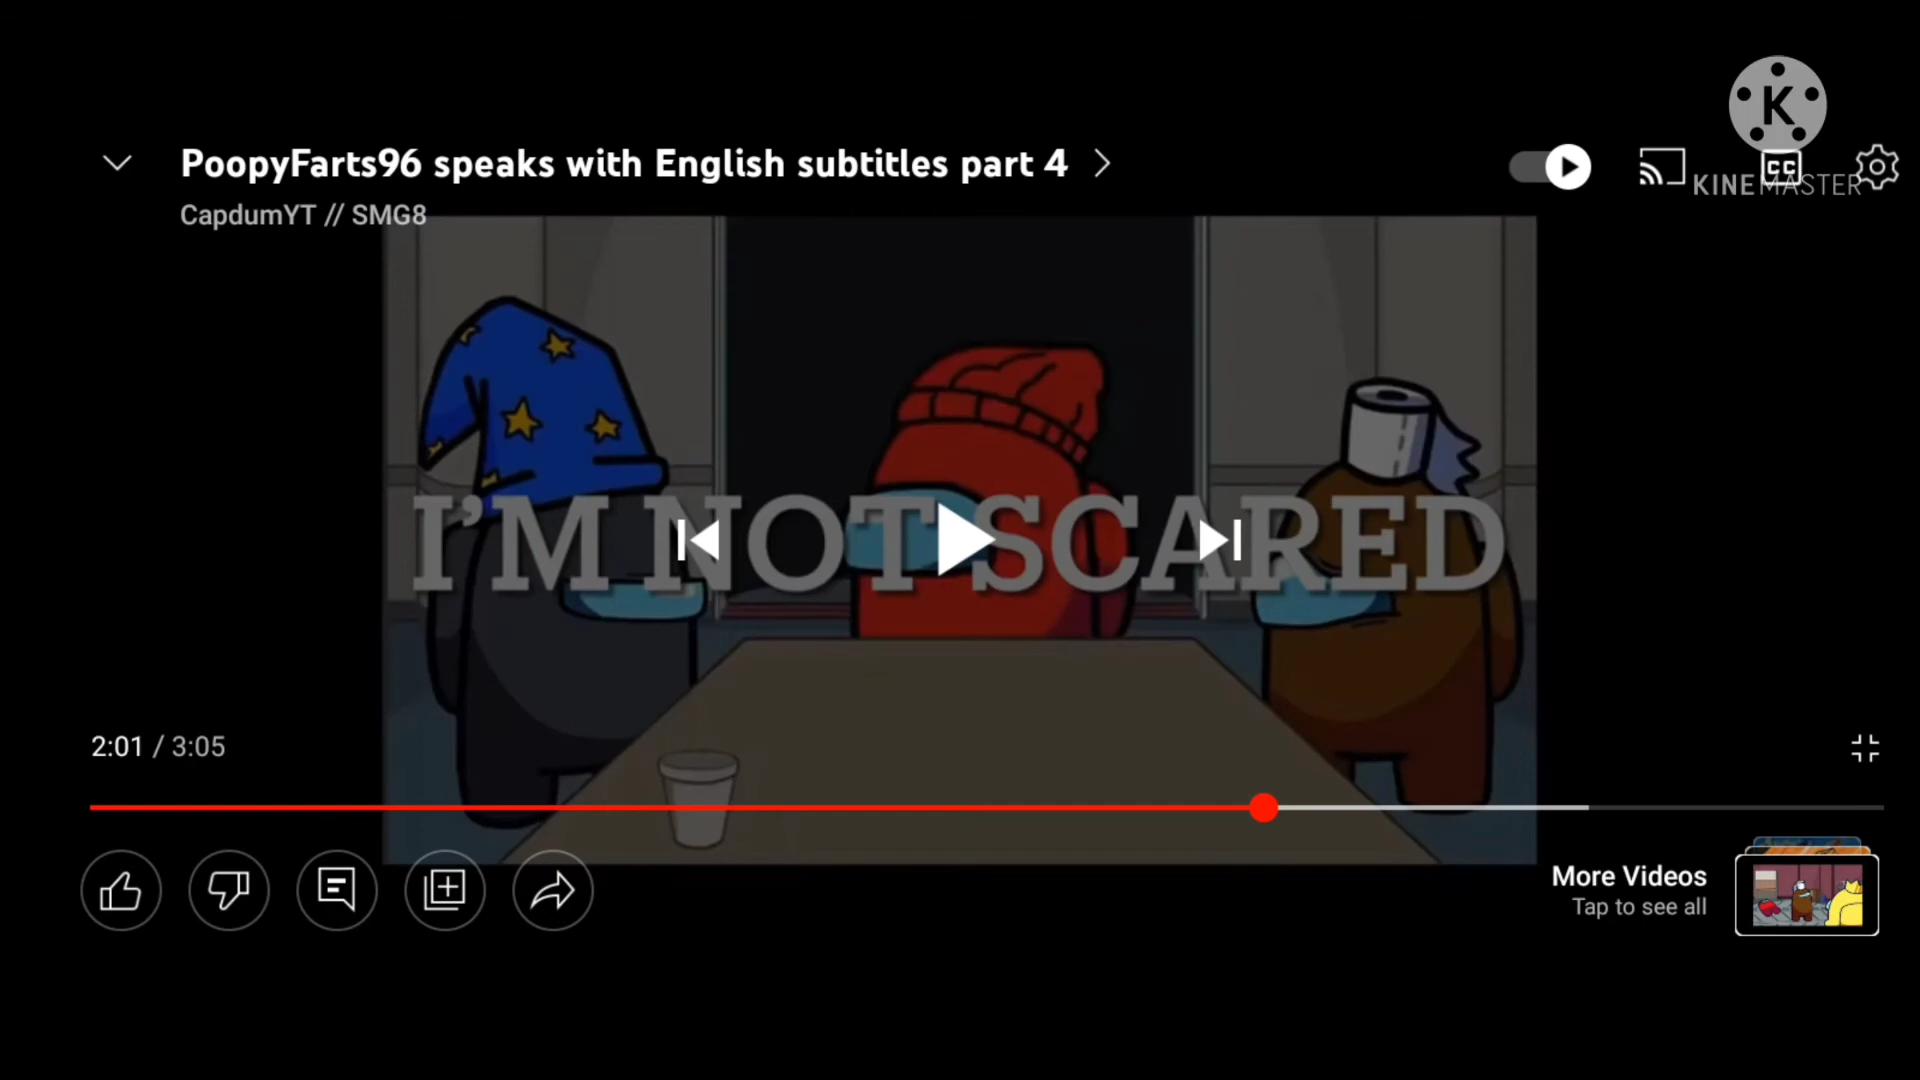 K
KINEMASTER
PoopyFarts96 speaks with English subtitles part 4
CC
CapdumYT // SMG8
I'M NOT SCARED
2:01 / 3:05
More Videos
Tap to see all